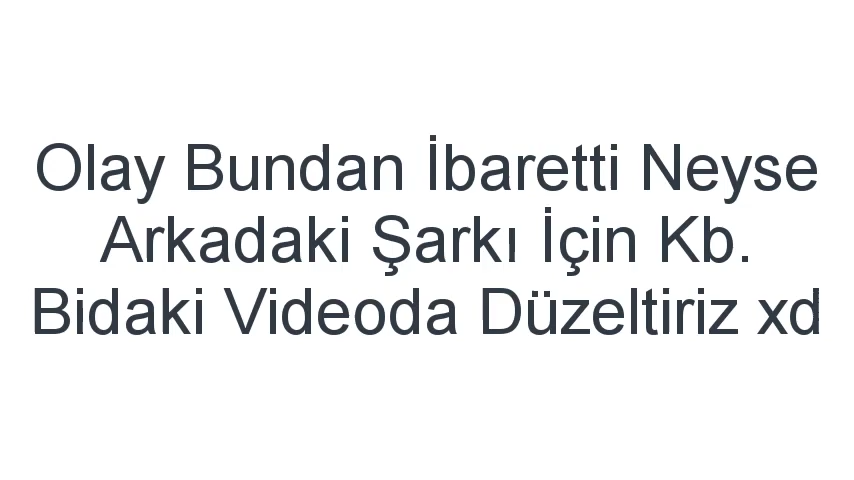 Olay Bundan İbaretti Neyse
Arkadaki Şarkı İçin Kb.
Bidaki Videoda Düzeltiriz xd